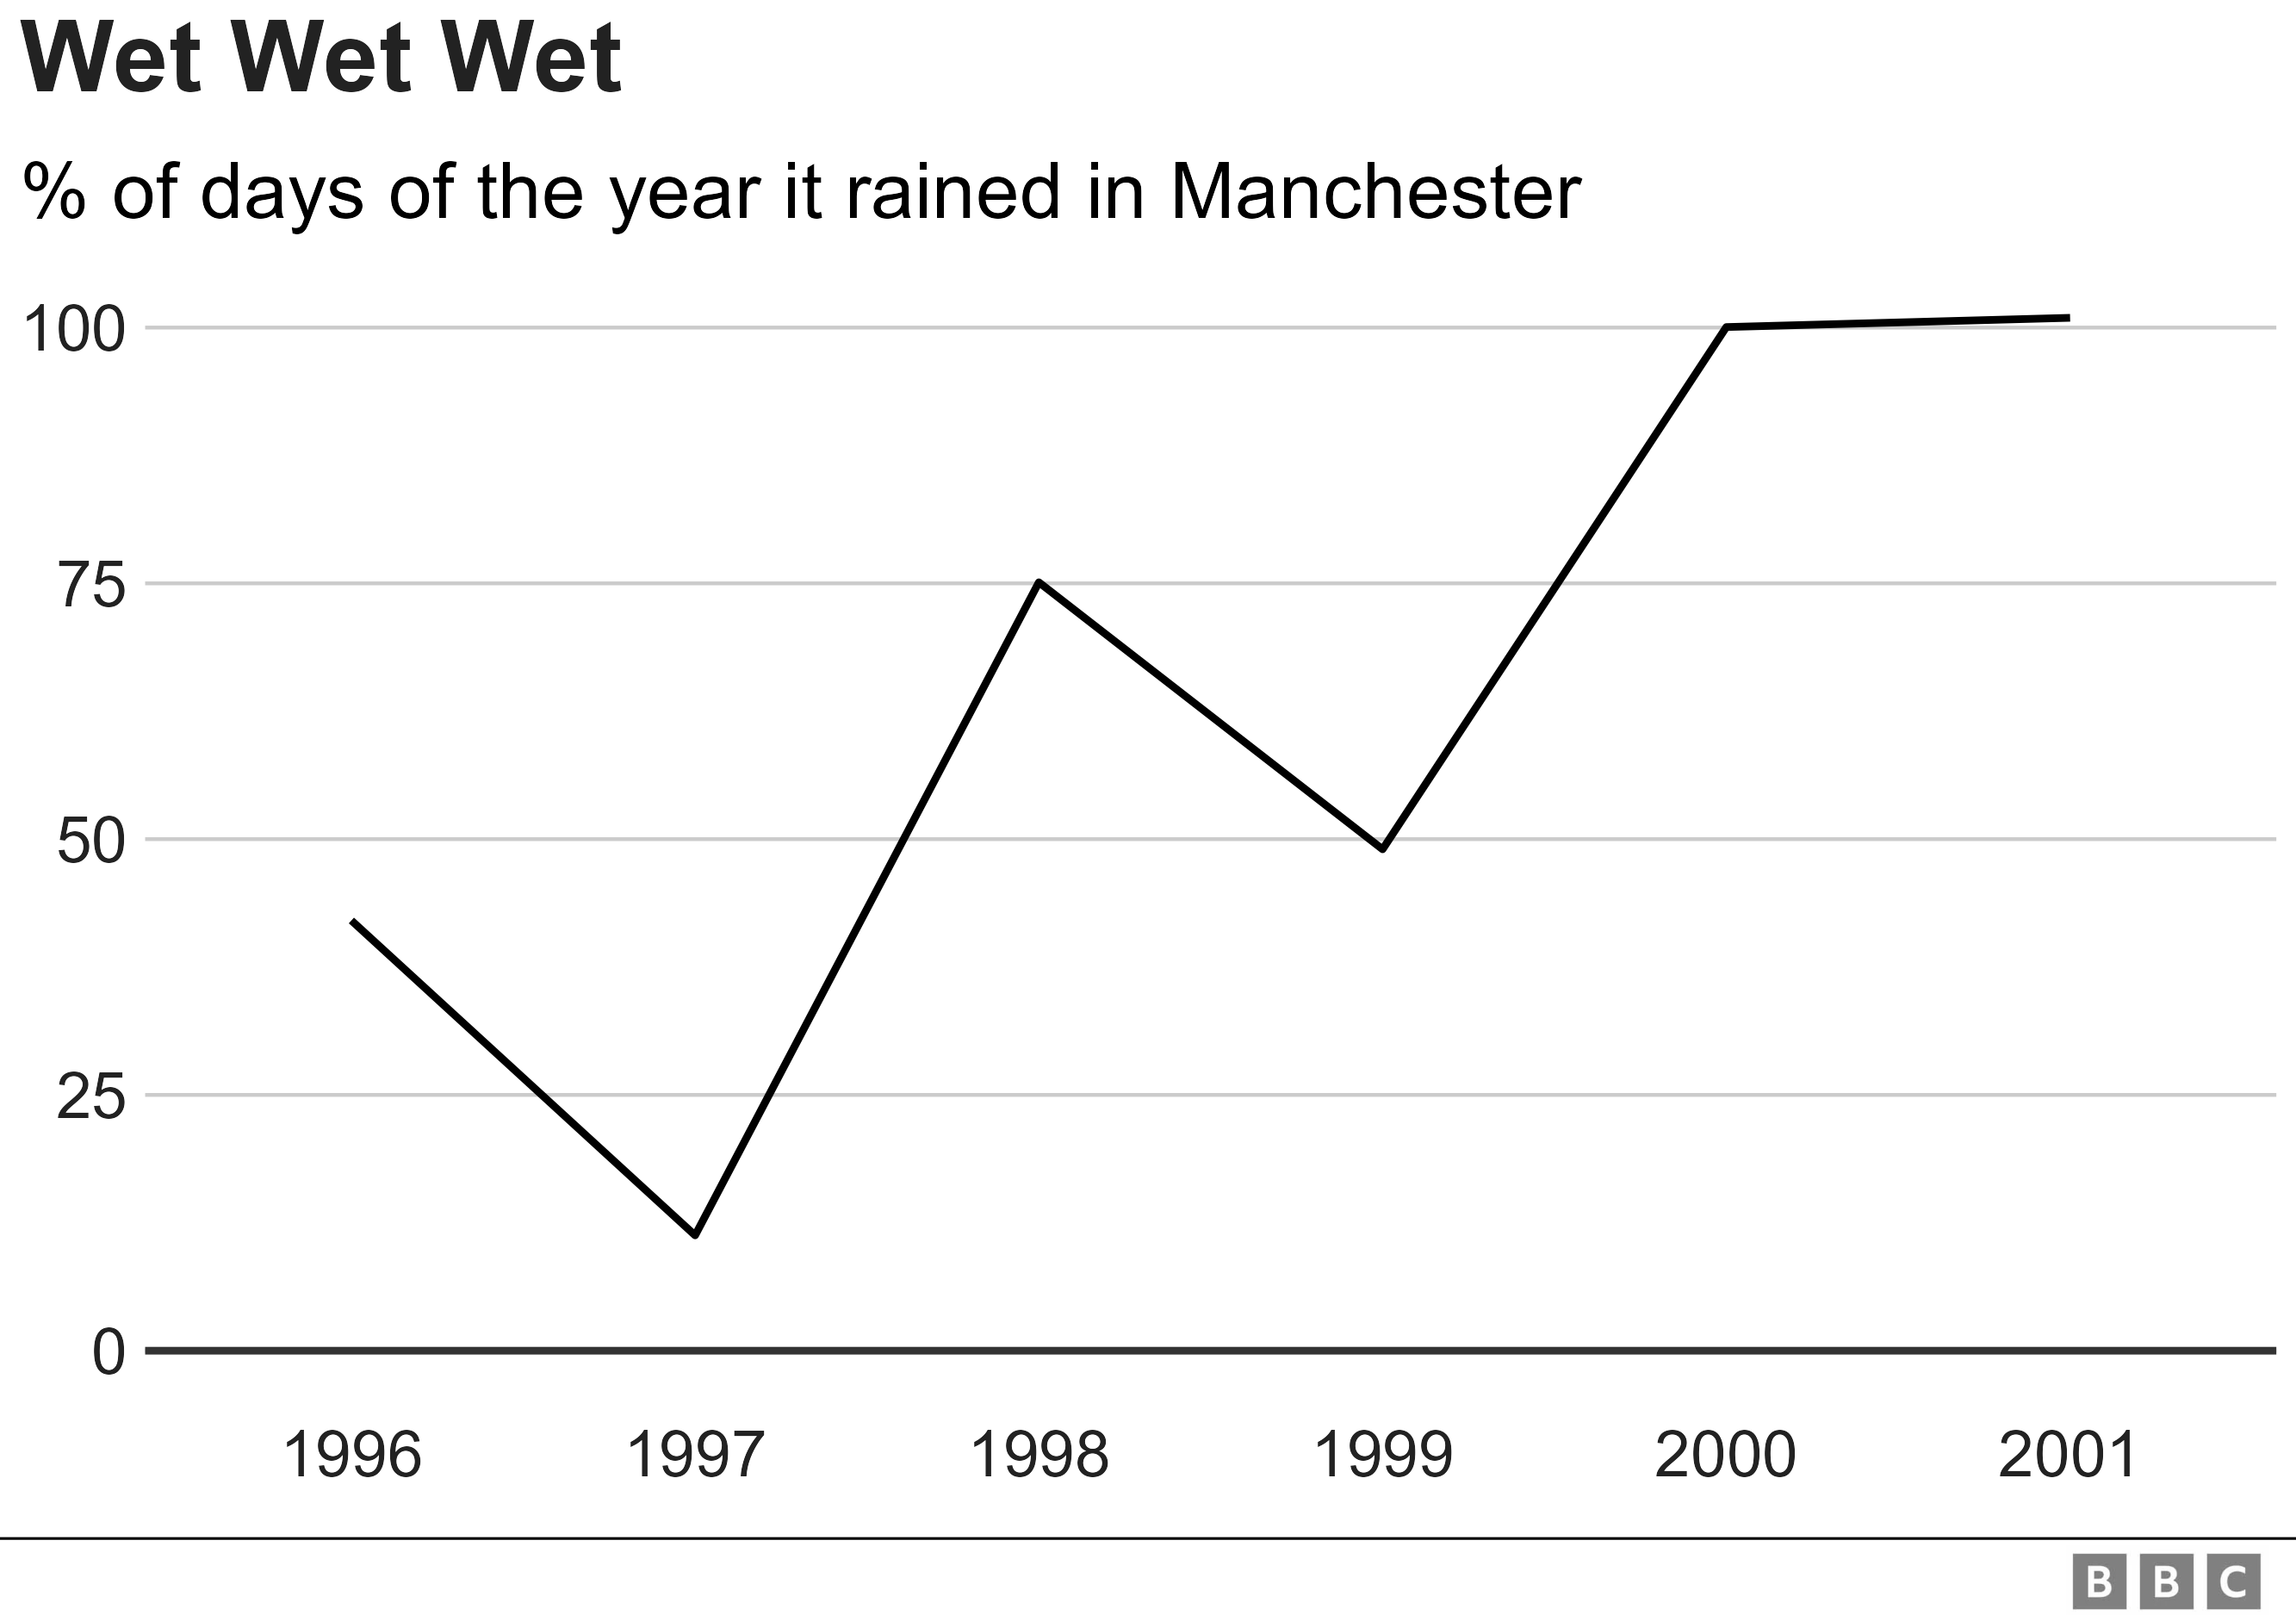 Wet Wet Wet
% of days of the year it rained in Manchester
100
75
50
25
0
1996 1997 1998 1999 2000 2001
BBC